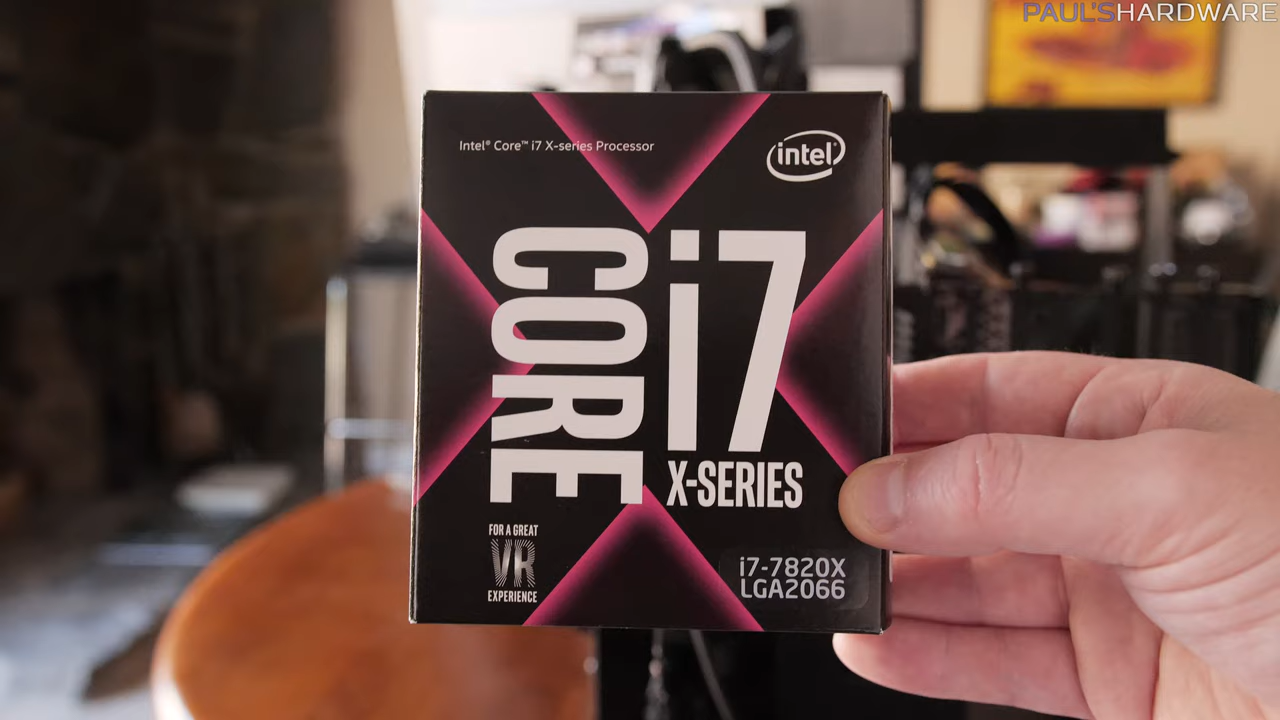 PAUL'SHARDWARE
Intel® Core™ i7 X-series Processor
intel®
CORE
i7
X-SERIES
FOR A GREAT
VR
EXPERIENCE
i7-7820X
LGA2066